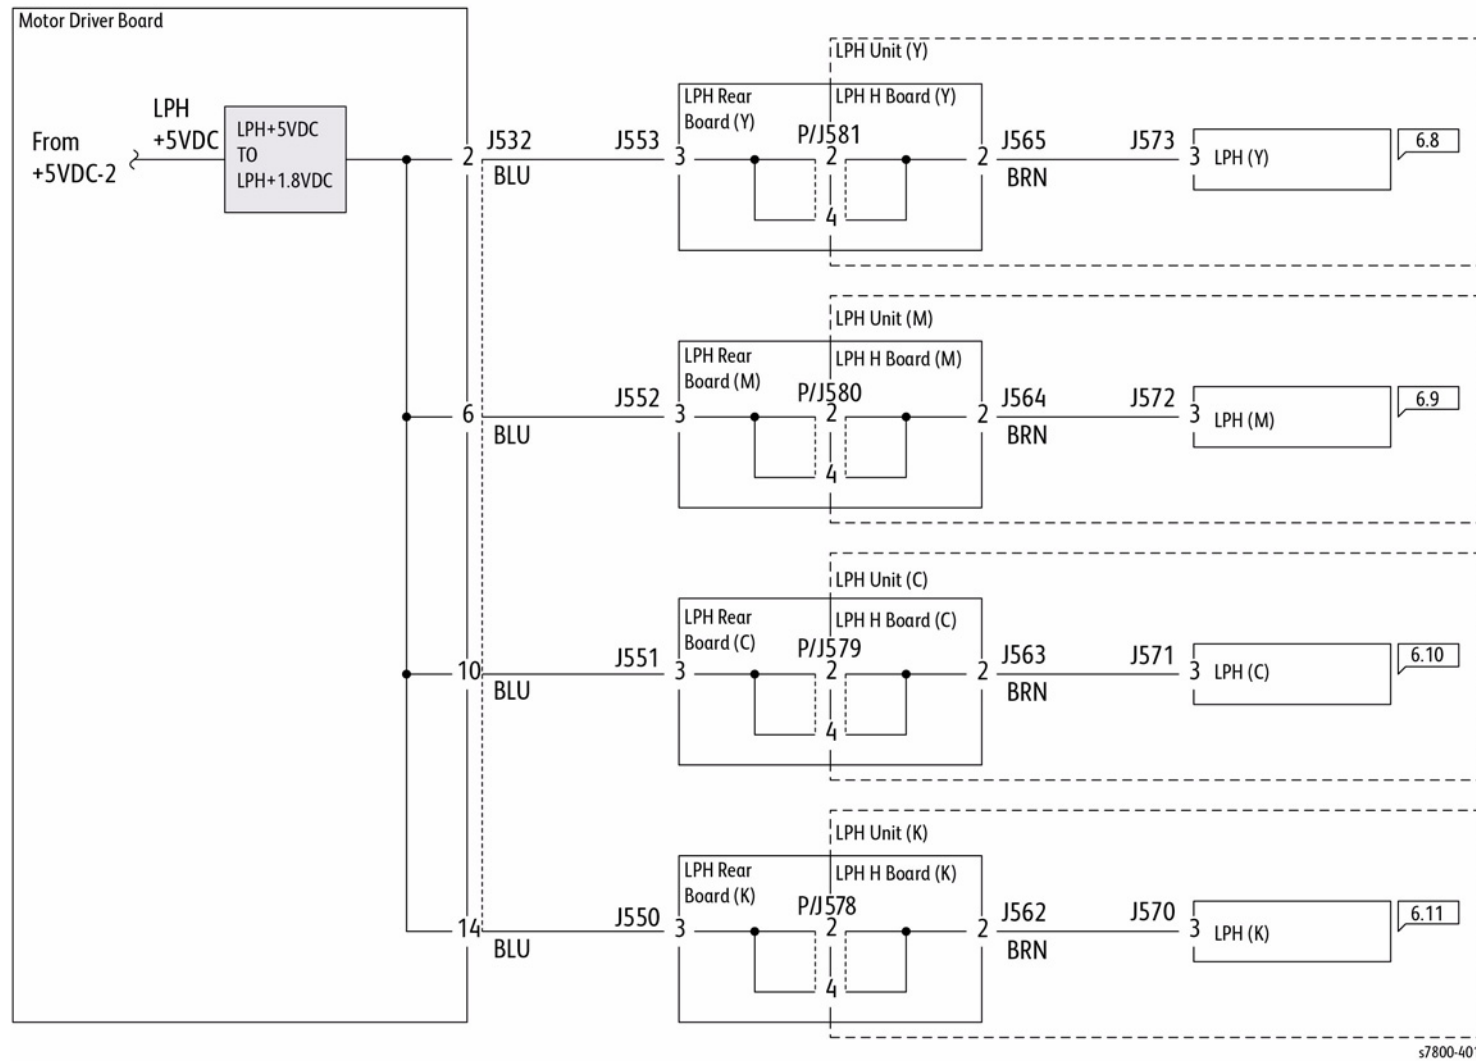 Motor Driver Board
From
+5VDC-2
LPH
+5VDC
LPH+5VDC
TO
LPH+1.8VDC
LPH Unit (Y)
LPH Rear
Board (Y)
LPH H Board (Y)
2 J532
BLU
J553 3
P/J581
2
4
2 J565
BRN
J573 3
LPH (Y)
6.8
LPH Unit (M)
LPH Rear
Board (M)
LPH H Board (M)
6
BLU
J552 3
P/J580
2
4
2 J564
BRN
J572 3
LPH (M)
6.9
LPH Unit (C)
LPH Rear
Board (C)
LPH H Board (C)
10
BLU
J551 3
P/J579
2
4
2 J563
BRN
J571 3
LPH (C)
6.10
LPH Unit (K)
LPH Rear
Board (K)
LPH H Board (K)
14
BLU
J550 3
P/J578
2
4
2 J562
BRN
J570 3
LPH (K)
6.11
s7800-401